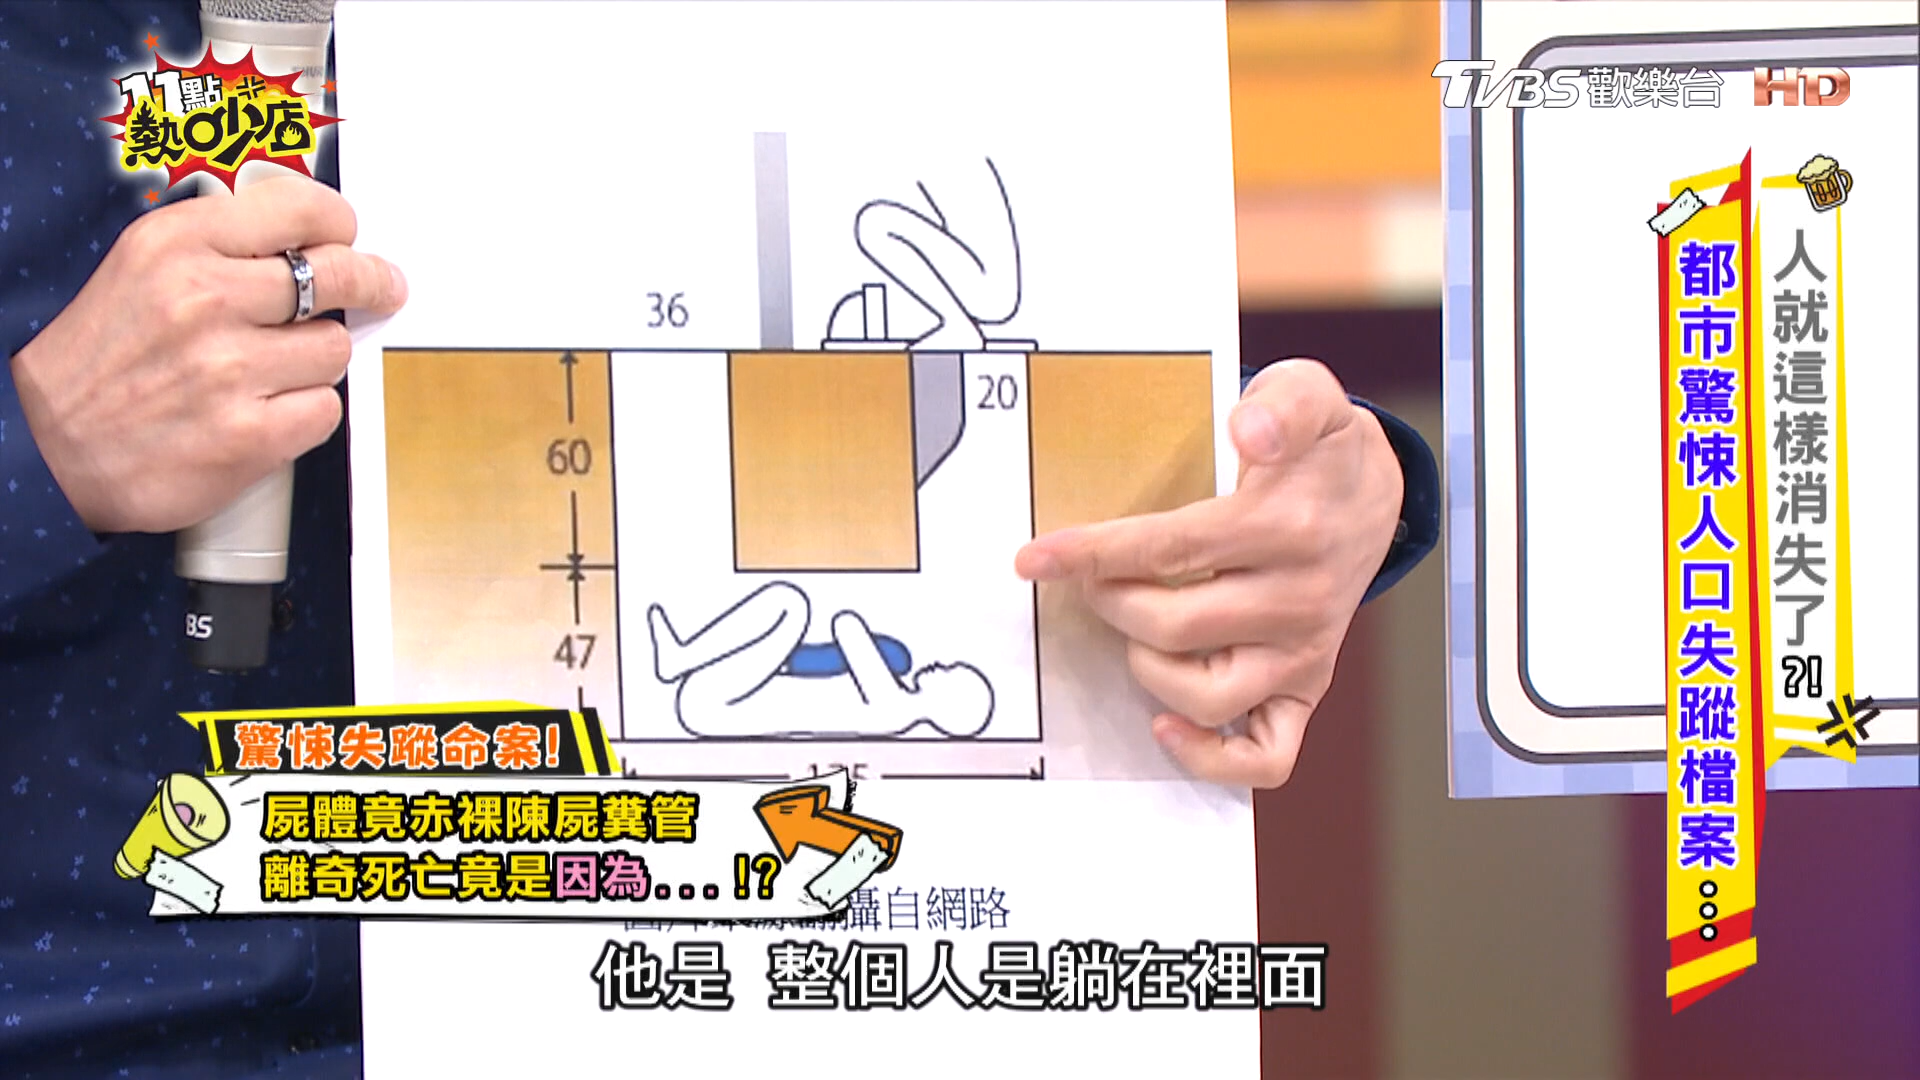 11點
熱吵店
TVBS歡樂台 HD
人就這樣消失了?!
都市驚悚人口失蹤檔案...
36
20
60
47
BS
驚悚失蹤命案!
屍體竟赤裸陳屍糞管
離奇死亡竟是因為...!?
攝自網路
他是 整個人是躺在裡面